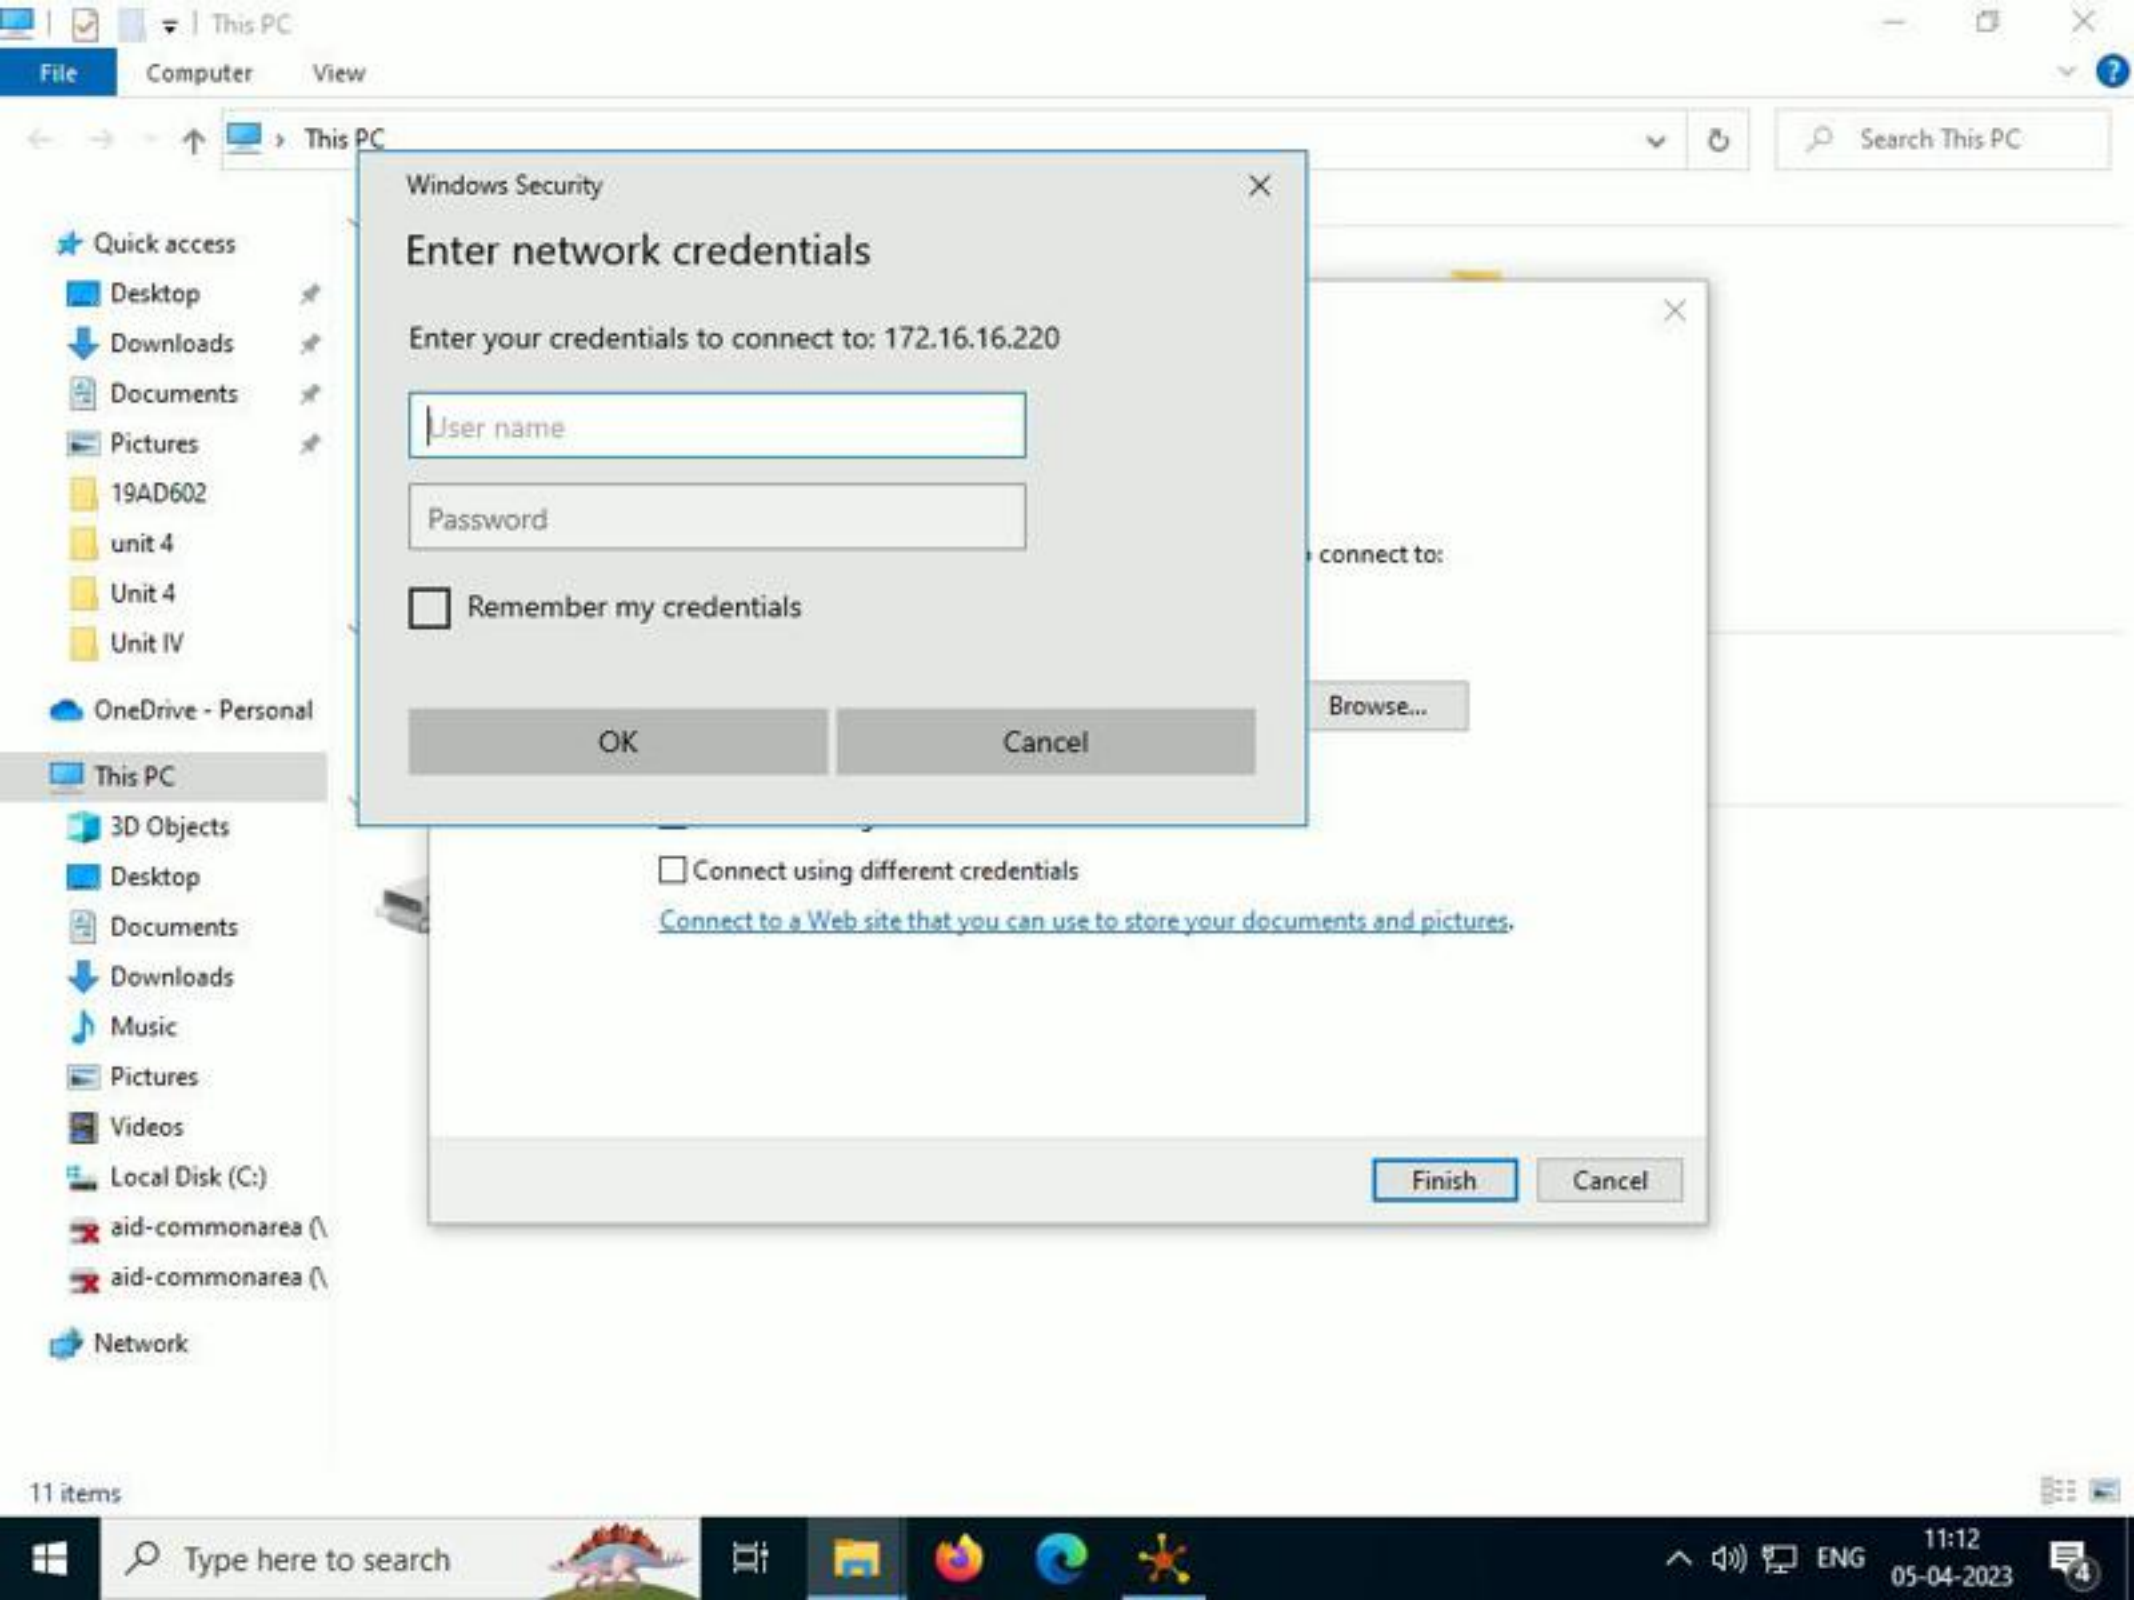 This PC
File
Computer
View
This PC
Search This PC
Windows Security
Enter network credentials
Enter your credentials to connect to: 172.16.16.220
User name
Password
Remember my credentials
OK
Cancel
Quick access
Desktop
Downloads
Documents
Pictures
19AD602
unit 4
Unit 4
Unit IV
OneDrive - Personal
This PC
3D Objects
Desktop
Documents
Downloads
Music
Pictures
Videos
Local Disk (C:)
aid-commonarea (\
aid-commonarea (\
Network
connect to:
Browse...
Connect using different credentials
Connect to a Web site that you can use to store your documents and pictures.
Finish
Cancel
11 items
Type here to search
ENG
11:12
05-04-2023
4